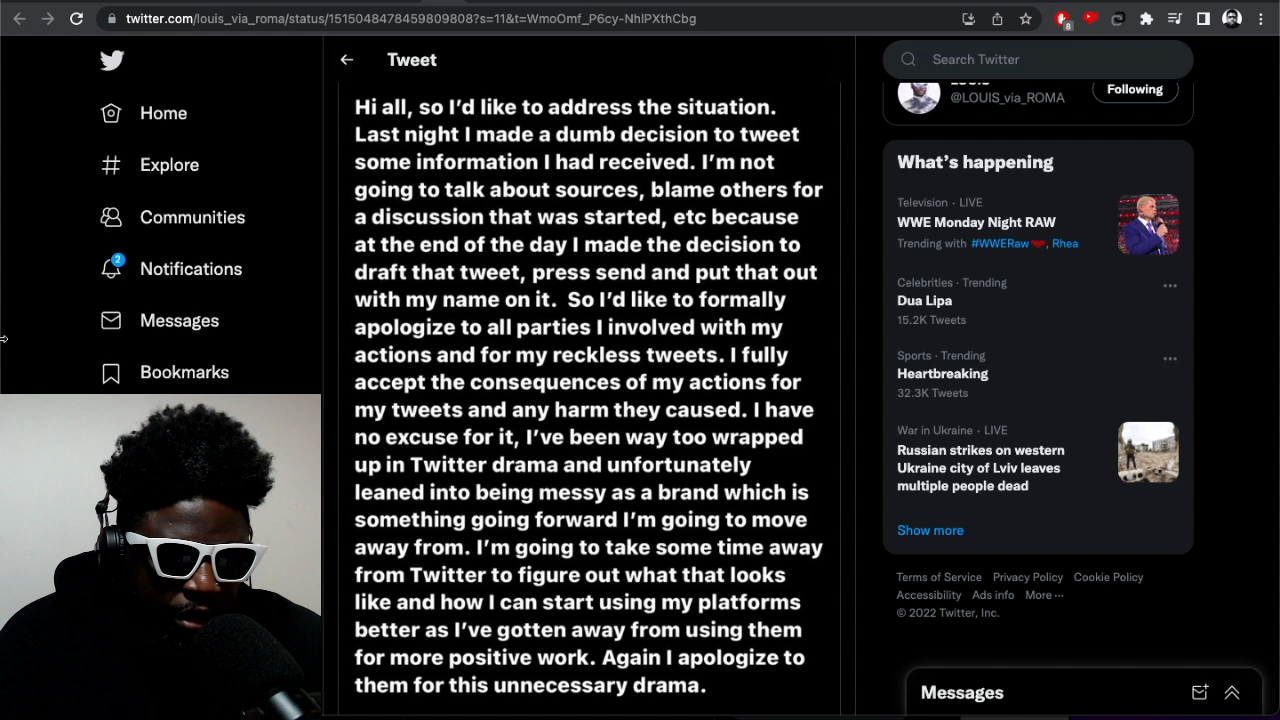 twitter.com/louis_via_roma/status/1515048478459809808?s=11&t=WmoOmf_P6cy-NhlPXthCbg
8
Home
Explore
Communities
2
Notifications
Messages
Bookmarks
Tweet
Hi all, so I’d like to address the situation.
Last night I made a dumb decision to tweet
some information I had received. I’m not
going to talk about sources, blame others for
a discussion that was started, etc because
at the end of the day I made the decision to
draft that tweet, press send and put that out
with my name on it.  So I’d like to formally
apologize to all parties I involved with my
actions and for my reckless tweets. I fully
accept the consequences of my actions for
my tweets and any harm they caused. I have
no excuse for it, I’ve been way too wrapped
up in Twitter drama and unfortunately
leaned into being messy as a brand which is
something going forward I’m going to move
away from. I’m going to take some time away
from Twitter to figure out what that looks
like and how I can start using my platforms
better as I’ve gotten away from using them
for more positive work. Again I apologize to
them for this unnecessary drama.
Search Twitter
@LOUIS_via_ROMA
Following
What’s happening
Television · LIVE
WWE Monday Night RAW
Trending with #WWERaw, Rhea
Celebrities · Trending
Dua Lipa
15.2K Tweets
Sports · Trending
Heartbreaking
32.3K Tweets
War in Ukraine · LIVE
Russian strikes on western
Ukraine city of Lviv leaves
multiple people dead
Show more
Terms of Service Privacy Policy Cookie Policy
Accessibility Ads info More ···
© 2022 Twitter, Inc.
Messages